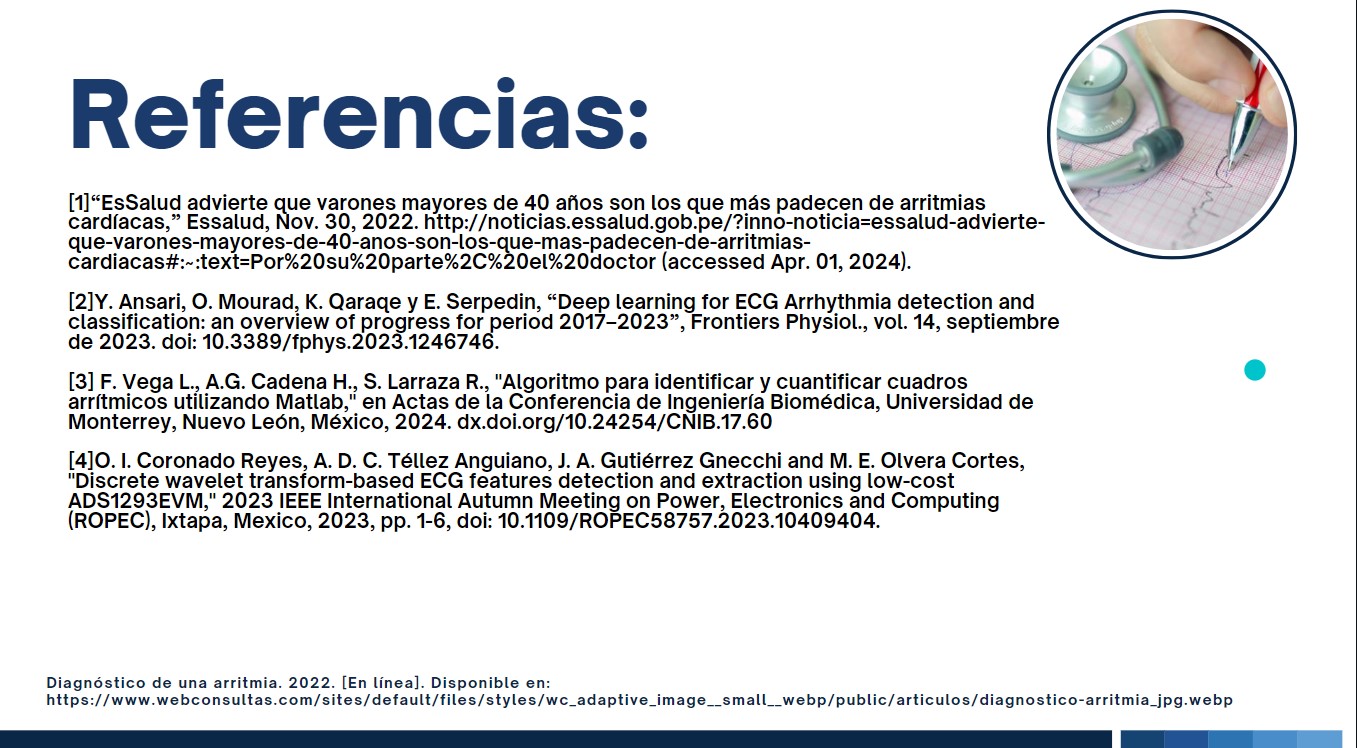 Referencias:
[1]“EsSalud advierte que varones mayores de 40 años son los que más padecen de arritmias
cardíacas,” Essalud, Nov. 30, 2022. http://noticias.essalud.gob.pe/?inno-noticia=essalud-advierte-
que-varones-mayores-de-40-anos-son-los-que-mas-padecen-de-arritmias-
cardiacas#:~:text=Por%20su%20parte%2C%20el%20doctor (accessed Apr. 01, 2024).
[2]Y. Ansari, O. Mourad, K. Qaraqe y E. Serpedin, “Deep learning for ECG Arrhythmia detection and
classification: an overview of progress for period 2017–2023”, Frontiers Physiol., vol. 14, septiembre
de 2023. doi: 10.3389/fphys.2023.1246746.
[3] F. Vega L., A.G. Cadena H., S. Larraza R., "Algoritmo para identificar y cuantificar cuadros
arrítmicos utilizando Matlab," en Actas de la Conferencia de Ingeniería Biomédica, Universidad de
Monterrey, Nuevo León, México, 2024. dx.doi.org/10.24254/CNIB.17.60
[4]O. I. Coronado Reyes, A. D. C. Téllez Anguiano, J. A. Gutiérrez Gnecchi and M. E. Olvera Cortes,
"Discrete wavelet transform-based ECG features detection and extraction using low-cost
ADS1293EVM," 2023 IEEE International Autumn Meeting on Power, Electronics and Computing
(ROPEC), Ixtapa, Mexico, 2023, pp. 1-6, doi: 10.1109/ROPEC58757.2023.10409404.
Diagnóstico de una arritmia. 2022. [En línea]. Disponible en:
https://www.webconsultas.com/sites/default/files/styles/wc_adaptive_image__small__webp/public/articulos/diagnostico-arritmia_jpg.webp